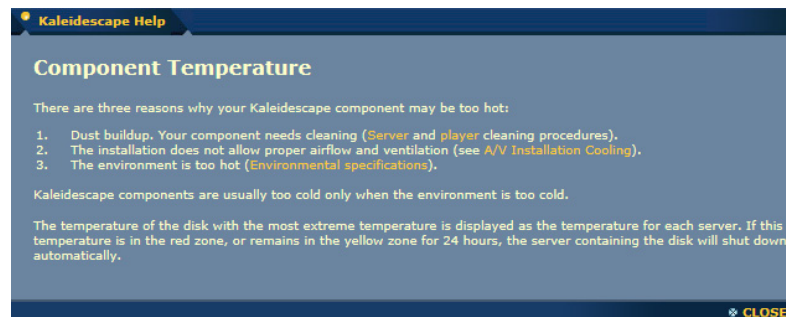 Kaleidescape Help
Component Temperature
There are three reasons why your Kaleidescape component may be too hot:
1. Dust buildup. Your component needs cleaning (Server and player cleaning procedures).
2. The installation does not allow proper airflow and ventilation (see A/V Installation Cooling).
3. The environment is too hot (Environmental specifications).
Kaleidescape components are usually too cold only when the environment is too cold.
The temperature of the disk with the most extreme temperature is displayed as the temperature for each server. If this
temperature is in the red zone, or remains in the yellow zone for 24 hours, the server containing the disk will shut down
automatically.
CLOSE